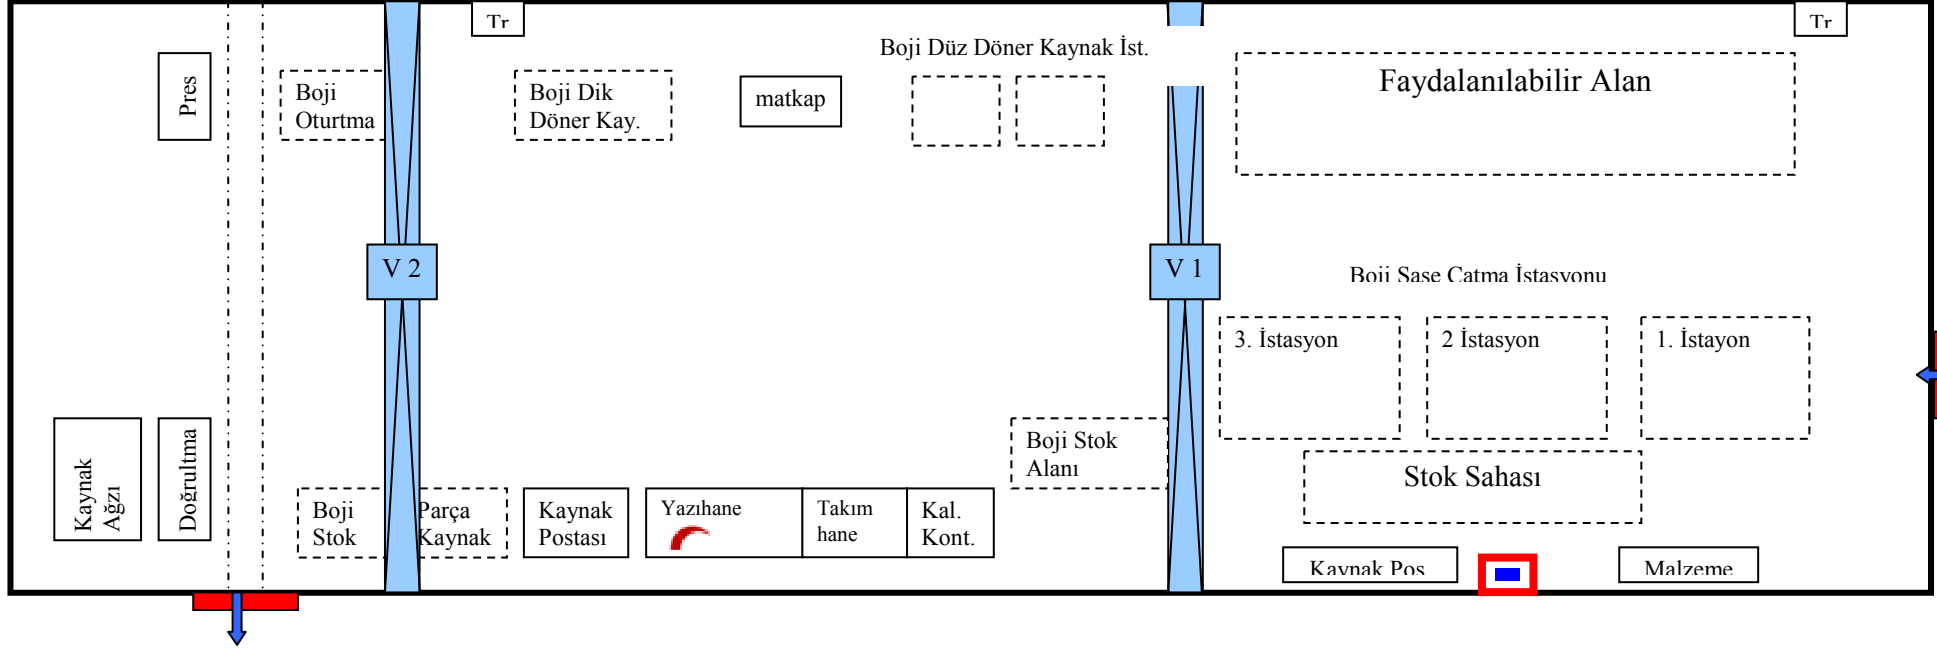 Tr
Tr
Boji Düz Döner Kaynak İst.
Pres
Boji
Oturtma
Boji Dik
Döner Kay.
matkap
Faydalanılabilir Alan
V 2
V 1
Boji Şase Çatma İstasyonu
3. İstasyon
2 İstasyon
1. İstayon
Kaynak
Ağzı
Doğrultma
Boji Stok
Alanı
Stok Sahası
Boji
Stok
Parça
Kaynak
Kaynak
Postası
Yazıhane
Takım
hane
Kal.
Kont.
Kaynak Pos
Malzeme